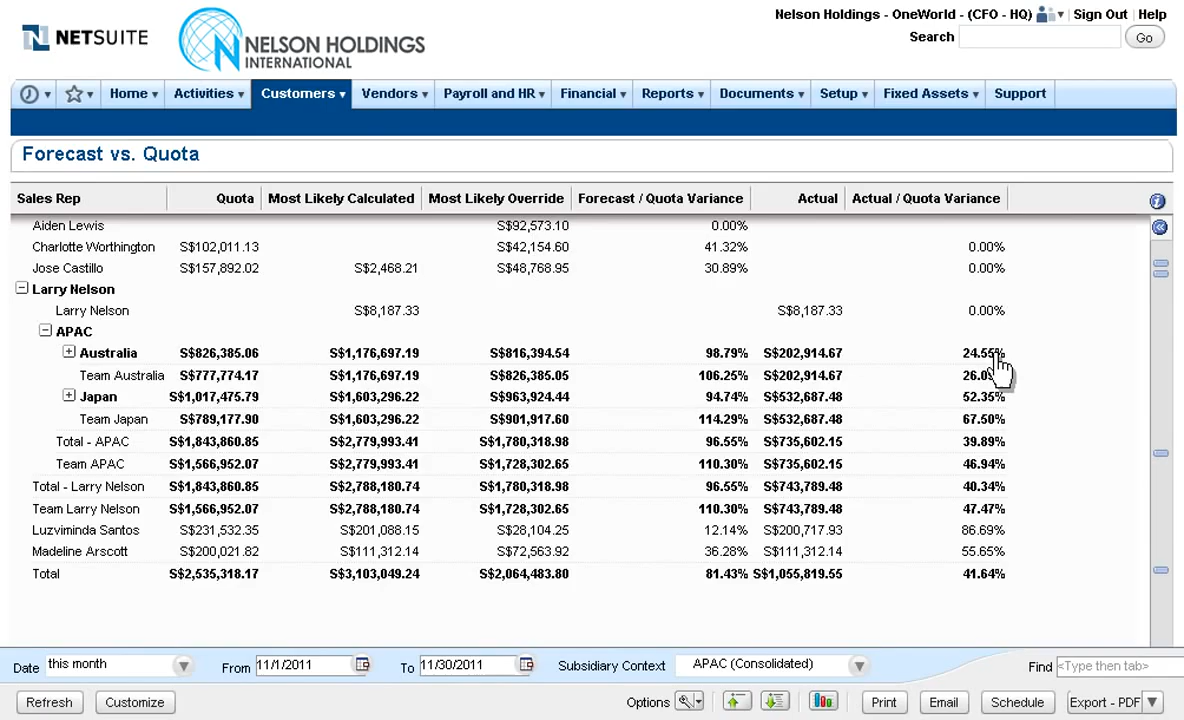 Nelson Holdings - OneWorld - (CFO - HQ) Sign Out Help
NETSUITE
NELSON HOLDINGS
INTERNATIONAL
Search Go
Home Activities Customers Vendors Payroll and HR Financial Reports Documents Setup Fixed Assets Support
Forecast vs. Quota
Sales Rep Quota Most Likely Calculated Most Likely Override Forecast / Quota Variance Actual Actual / Quota Variance
Aiden Lewis S$92,573.10 0.00%
Charlotte Worthington S$102,011.13 S$42,154.60 41.32% 0.00%
Jose Castillo S$157,892.02 S$2,468.21 S$48,768.95 30.89% 0.00%
Larry Nelson
Larry Nelson S$8,187.33 S$8,187.33 0.00%
APAC
Australia S$826,385.06 S$1,176,697.19 S$816,394.54 98.79% S$202,914.67 24.55%
Team Australia S$777,774.17 S$1,176,697.19 S$826,385.05 106.25% S$202,914.67
Japan S$1,017,475.79 S$1,603,296.22 S$963,924.44 94.74% S$532,687.48 52.35%
Team Japan S$789,177.90 S$1,603,296.22 S$901,917.60 114.29% S$532,687.48 67.50%
Total - APAC S$1,843,860.85 S$2,779,993.41 S$1,780,318.98 96.55% S$735,602.15 39.89%
Team APAC S$1,566,952.07 S$2,779,993.41 S$1,728,302.65 110.30% S$735,602.15 46.94%
Total - Larry Nelson S$1,843,860.85 S$2,788,180.74 S$1,780,318.98 96.55% S$743,789.48 40.34%
Team Larry Nelson S$1,566,952.07 S$2,788,180.74 S$1,728,302.65 110.30% S$743,789.48 47.47%
Luzviminda Santos S$231,532.35 S$201,088.15 S$28,104.25 12.14% S$200,717.93 86.69%
Madeline Arscott S$200,021.82 S$111,312.14 S$72,563.92 36.28% S$111,312.14 55.65%
Total S$2,535,318.17 S$3,103,049.24 S$2,064,483.80 81.43% S$1,055,819.55 41.64%
Date this month From 11/1/2011 To 11/30/2011 Subsidiary Context APAC (Consolidated) Find <Type then tab>
Refresh Customize Options Print Email Schedule Export - PDF